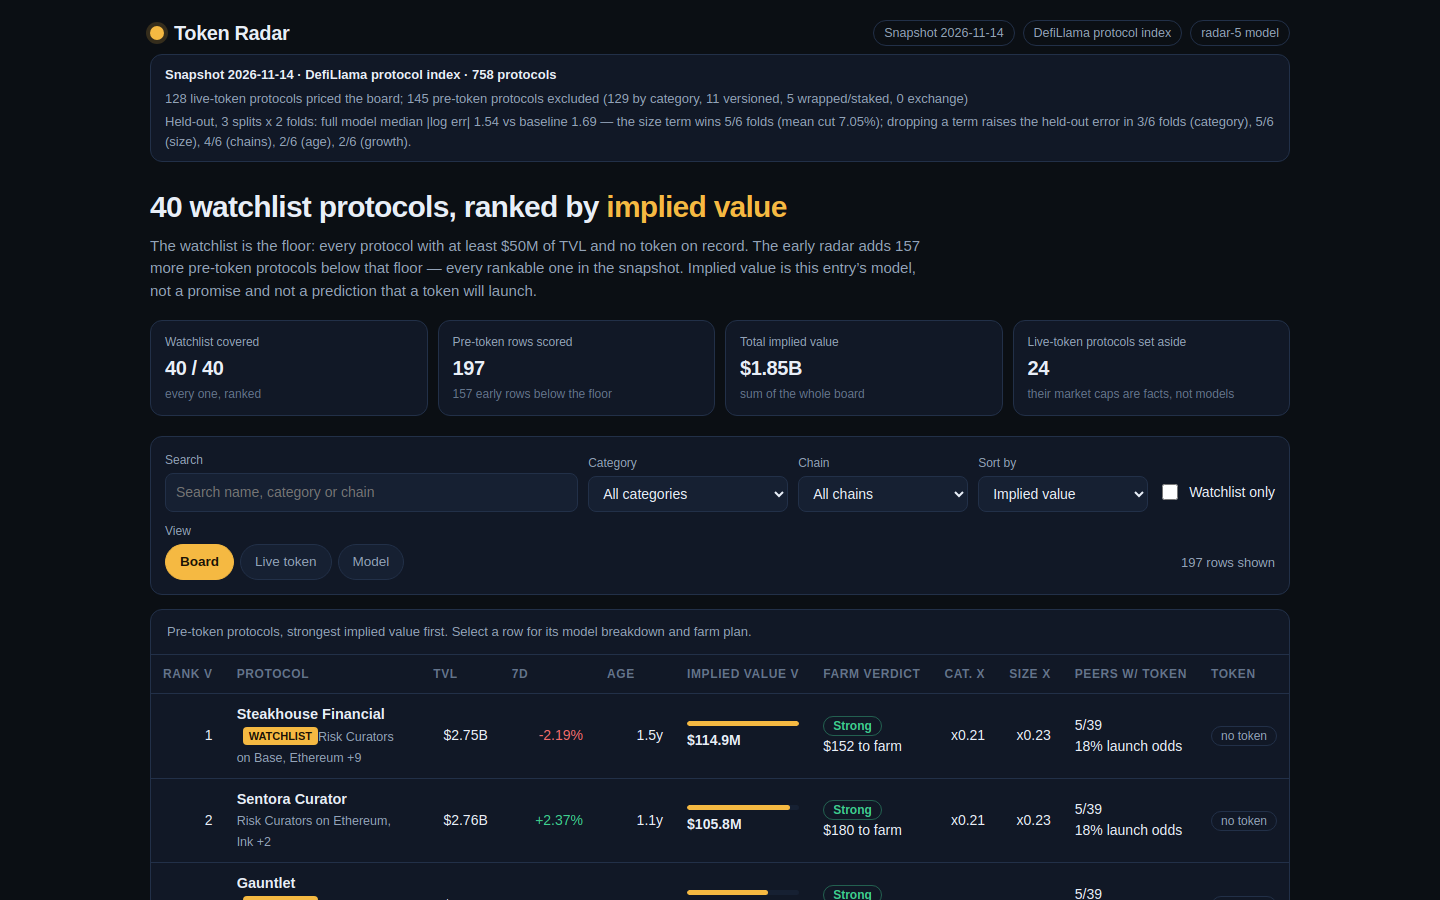 Token Radar
Snapshot 2026-11-14
DefiLlama protocol index
radar-5 model
Snapshot 2026-11-14 · DefiLlama protocol index · 758 protocols
128 live-token protocols priced the board; 145 pre-token protocols excluded (129 by category, 11 versioned, 5 wrapped/staked, 0 exchange)
Held-out, 3 splits x 2 folds: full model median |log err| 1.54 vs baseline 1.69 — the size term wins 5/6 folds (mean cut 7.05%); dropping a term raises the held-out error in 3/6 folds (category), 5/6
(size), 4/6 (chains), 2/6 (age), 2/6 (growth).
40 watchlist protocols, ranked by implied value
The watchlist is the floor: every protocol with at least $50M of TVL and no token on record. The early radar adds 157
more pre-token protocols below that floor — every rankable one in the snapshot. Implied value is this entry's model,
not a promise and not a prediction that a token will launch.
Watchlist covered
40 / 40
every one, ranked
Pre-token rows scored
197
157 early rows below the floor
Total implied value
$1.85B
sum of the whole board
Live-token protocols set aside
24
their market caps are facts, not models
Search
Search name, category or chain
Category
All categories
Chain
All chains
Sort by
Implied value
Watchlist only
View
Board
Live token
Model
197 rows shown
Pre-token protocols, strongest implied value first. Select a row for its model breakdown and farm plan.
RANK V PROTOCOL TVL 7D AGE IMPLIED VALUE V FARM VERDICT CAT. X SIZE X PEERS W/ TOKEN TOKEN
1
Steakhouse Financial
WATCHLIST Risk Curators
on Base, Ethereum +9
$2.75B
-2.19%
1.5y
$114.9M
Strong
$152 to farm
x0.21
x0.23
5/39
18% launch odds
no token
2
Sentora Curator
Risk Curators on Ethereum,
Ink +2
$2.76B
+2.37%
1.1y
$105.8M
Strong
$180 to farm
x0.21
x0.23
5/39
18% launch odds
no token
Gauntlet
Strong
5/39